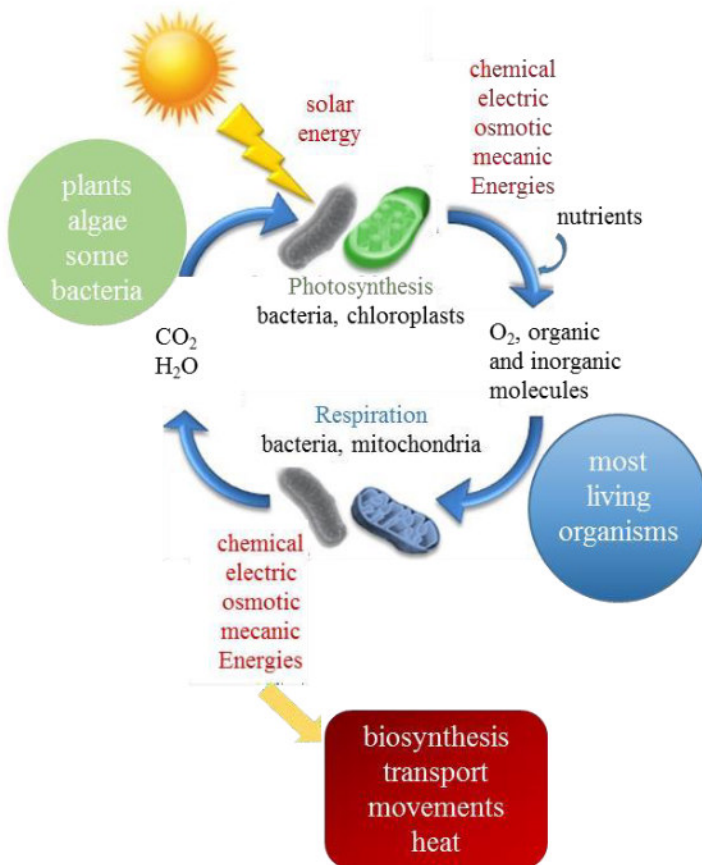 solar
energy
chemical
electric
osmotic
mecanic
Energies
plants
algae
some
bacteria
nutrients
Photosynthesis
bacteria, chloroplasts
CO₂
H₂O
O₂, organic
and inorganic
molecules
Respiration
bacteria, mitochondria
most
living
organisms
chemical
electric
osmotic
mecanic
Energies
biosynthesis
transport
movements
heat